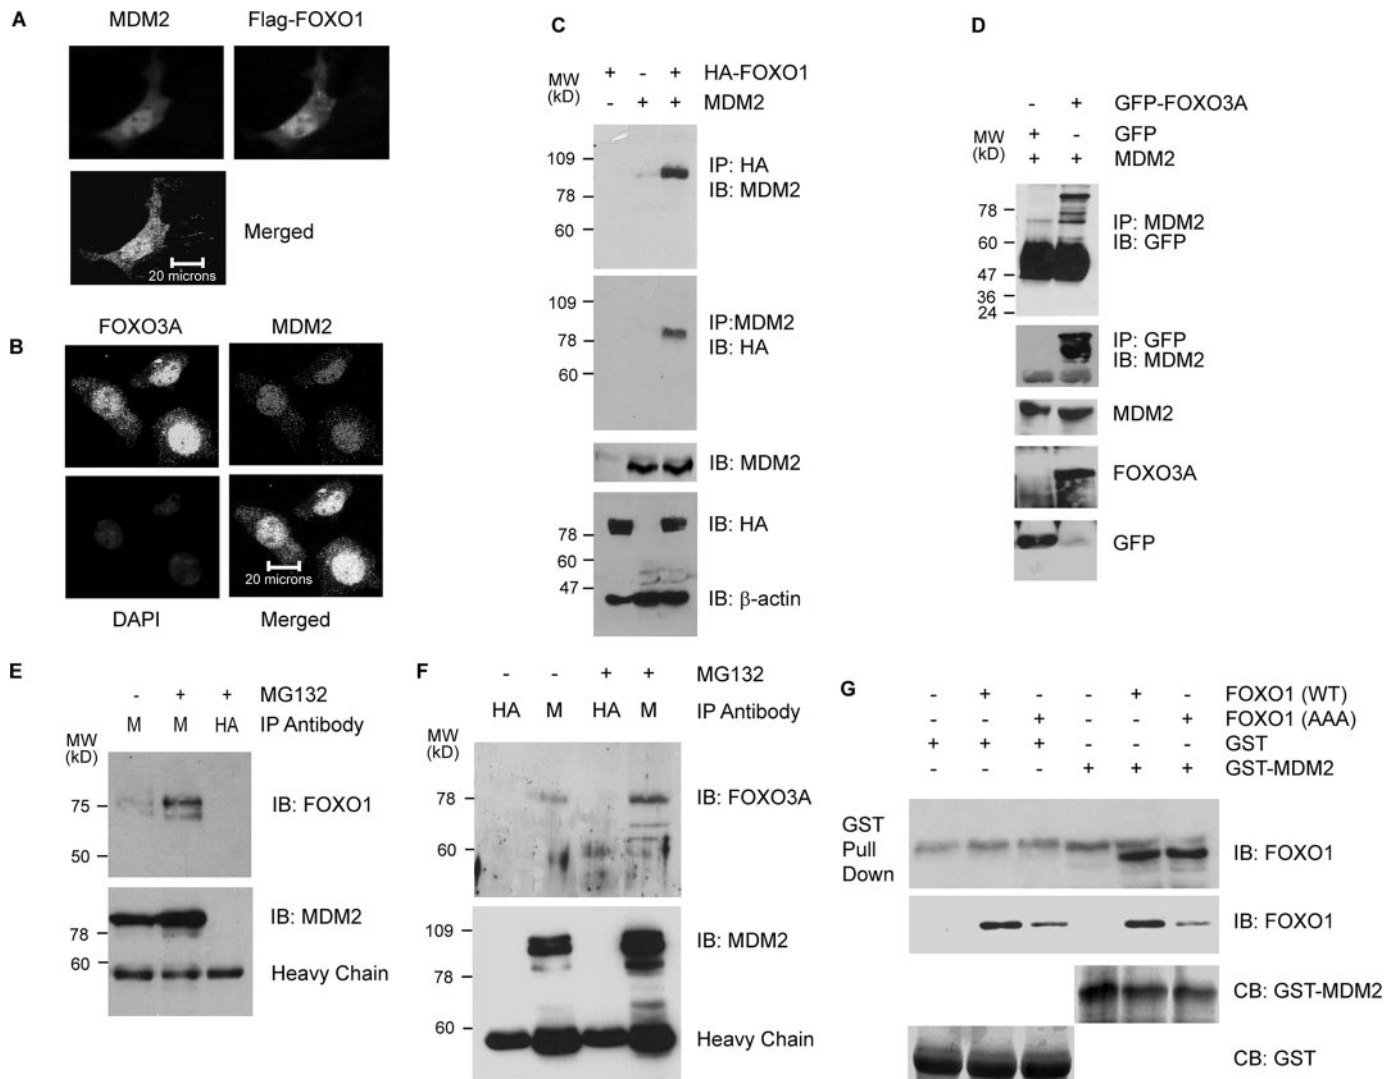 A
MDM2 Flag-FOXO1
Merged
20 microns
B
FOXO3A MDM2
20 microns
DAPI Merged
C
MW (kD)
+ - + HA-FOXO1
- + + MDM2
109
78
60
IP: HA
IB: MDM2
109
78
60
IP:MDM2
IB: HA
IB: MDM2
IB: HA
78
60
47
IB: β-actin
D
MW (kD)
- + GFP-FOXO3A
+ - GFP
+ + MDM2
78
60
47
36
24
IP: MDM2
IB: GFP
IP: GFP
IB: MDM2
MDM2
FOXO3A
GFP
E
- + + MG132
M M HA IP Antibody
MW (kD)
75
50
IB: FOXO1
IB: MDM2
78
60
Heavy Chain
F
- - + + MG132
HA M HA M IP Antibody
MW (kD)
78
60
IB: FOXO3A
109
78
60
IB: MDM2
Heavy Chain
G
- + - - + - FOXO1 (WT)
- - + - - + FOXO1 (AAA)
+ + + - - - GST
- - - + + + GST-MDM2
GST
Pull
Down
IB: FOXO1
IB: FOXO1
CB: GST-MDM2
CB: GST